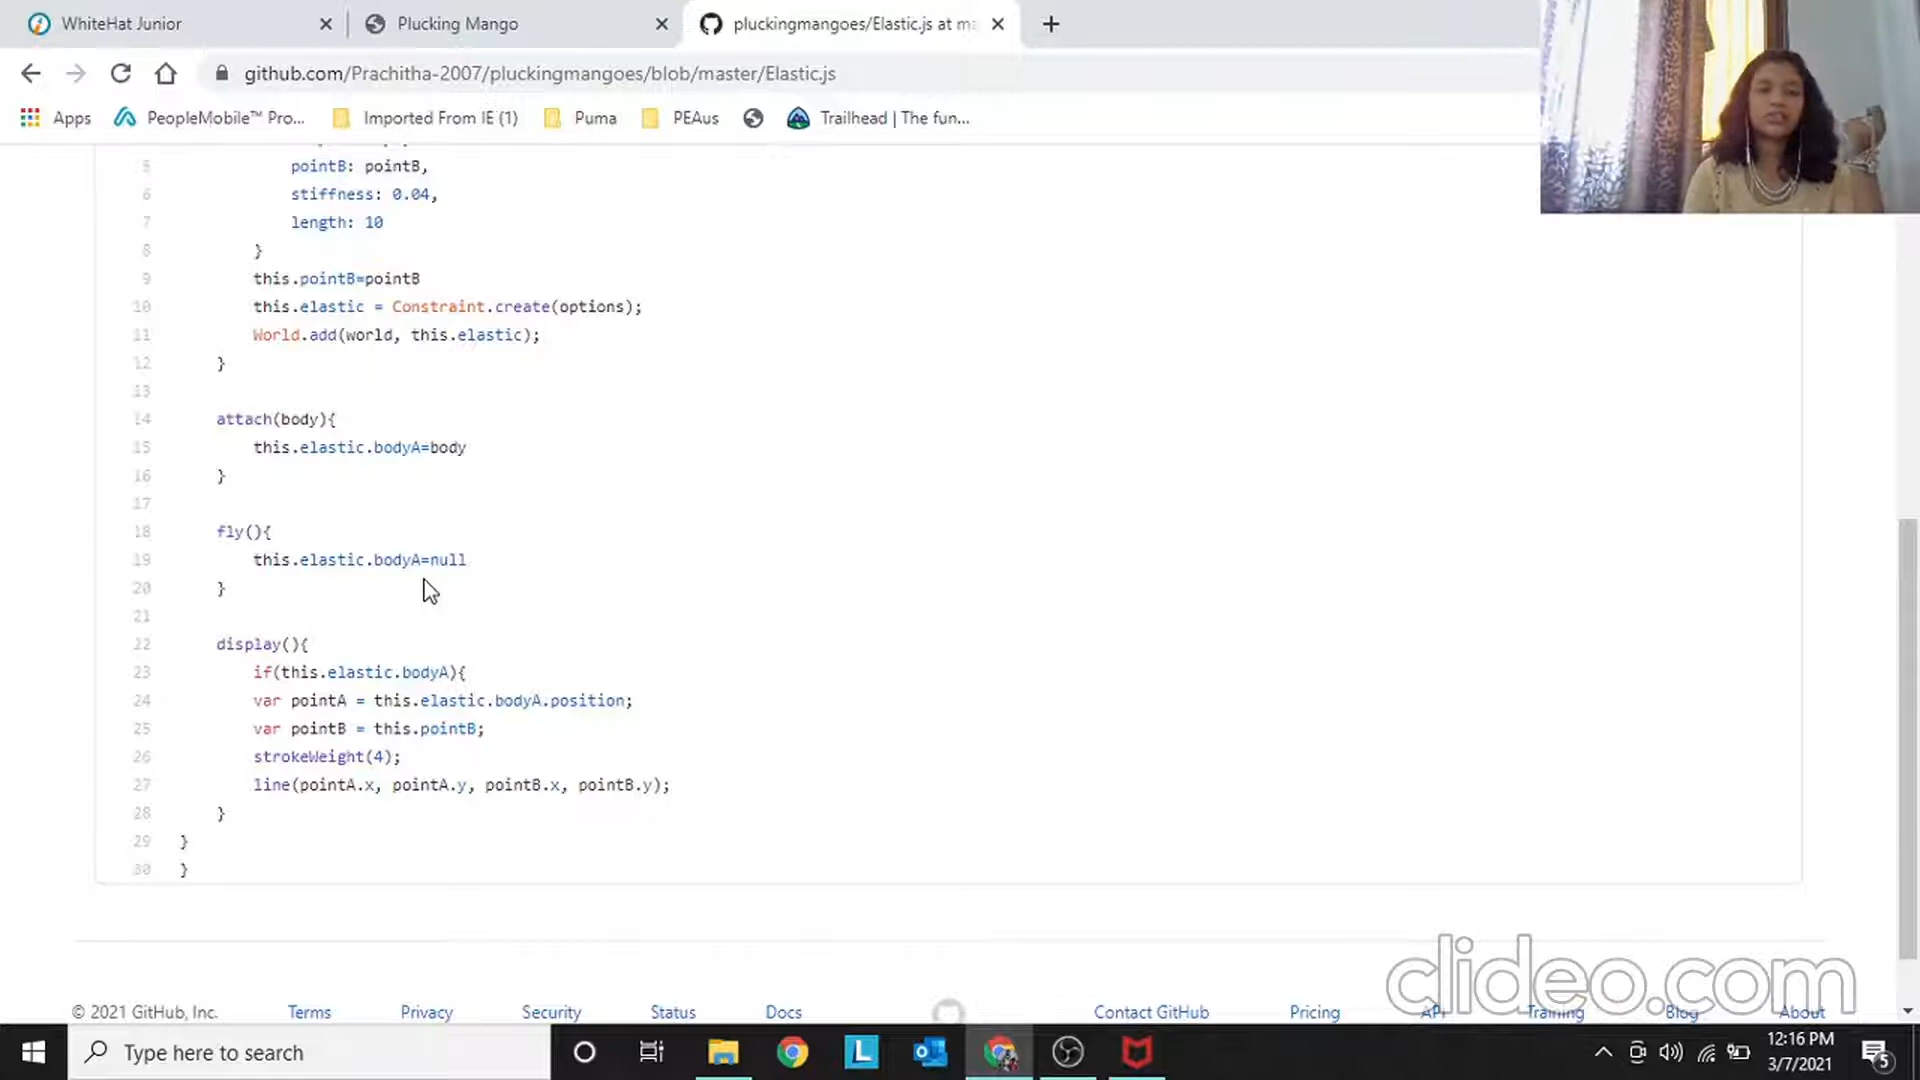 WhiteHat Junior
Plucking Mango
pluckingmangoes/Elastic.js at ma
github.com/Prachitha-2007/pluckingmangoes/blob/master/Elastic.js
Apps
PeopleMobile™ Pro...
Imported From IE (1)
Puma
PEAus
Trailhead | The fun...
5 pointB: pointB,
6 stiffness: 0.04,
7 length: 10
8 }
9 this.pointB=pointB
10 this.elastic = Constraint.create(options);
11 World.add(world, this.elastic);
12 }
13
14 attach(body){
15 this.elastic.bodyA=body
16 }
17
18 fly(){
19 this.elastic.bodyA=null
20 }
21
22 display(){
23 if(this.elastic.bodyA){
24 var pointA = this.elastic.bodyA.position;
25 var pointB = this.pointB;
26 strokeWeight(4);
27 line(pointA.x, pointA.y, pointB.x, pointB.y);
28 }
29 }
30 }
clideo.com
© 2021 GitHub, Inc.
Terms
Privacy
Security
Status
Docs
Contact GitHub
Pricing
API
Training
Blog
About
Type here to search
L
12:16 PM
3/7/2021
5